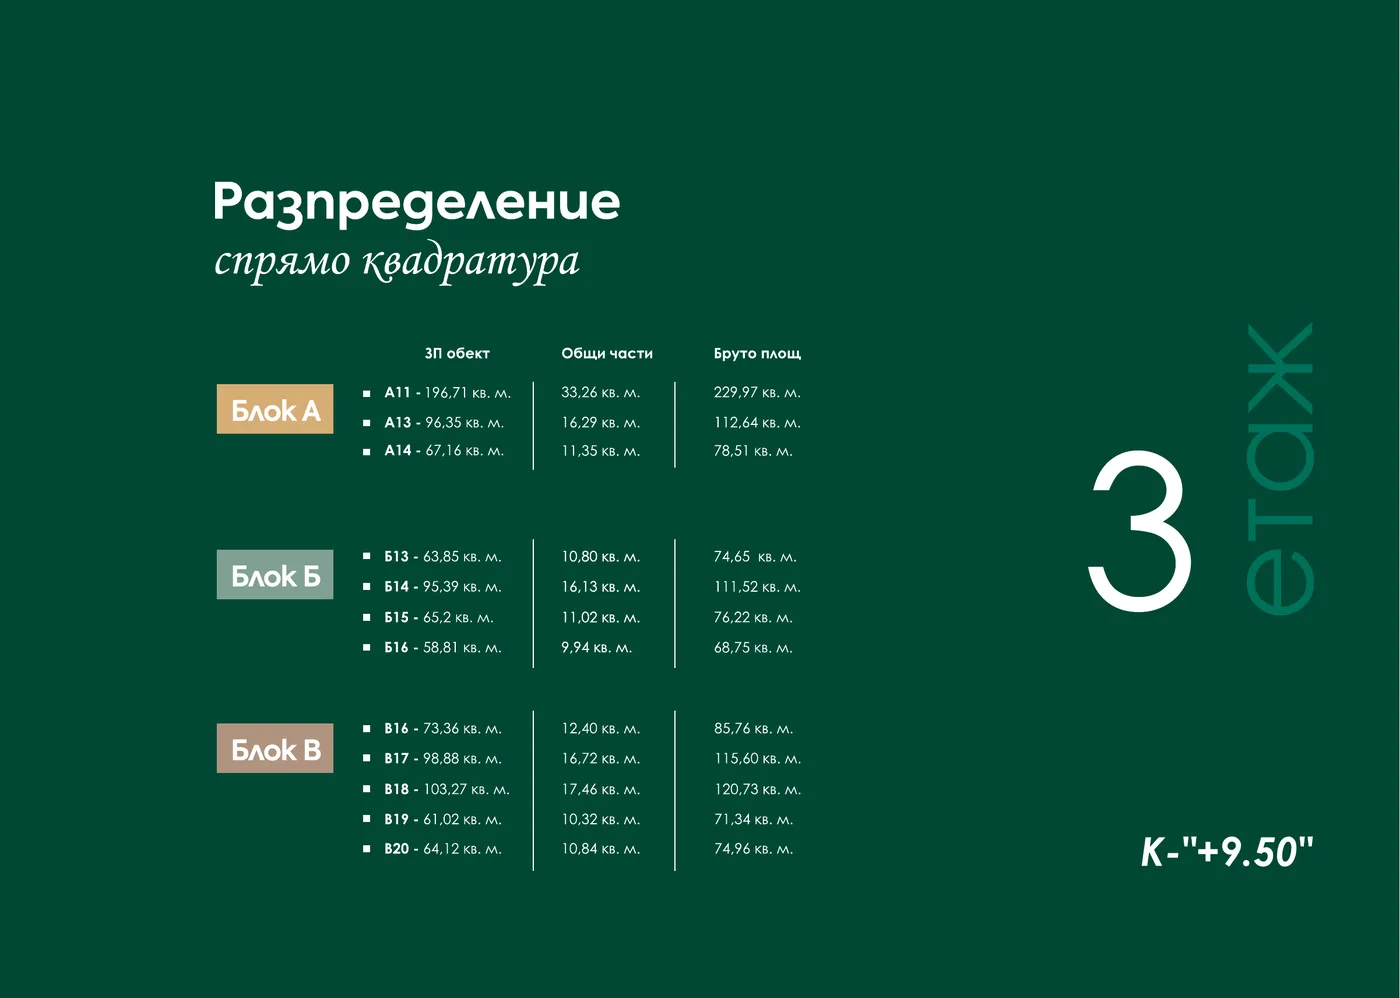 Разпределение
спрямо квадратура
ЗП обект Общи части Бруто площ
Блок А
А11 - 196,71 кв. м. 33,26 кв. м. 229,97 кв. м.
А13 - 96,35 кв. м. 16,29 кв. м. 112,64 кв. м.
А14 - 67,16 кв. м. 11,35 кв. м. 78,51 кв. м.
Блок Б
Б13 - 63,85 кв. м. 10,80 кв. м. 74,65 кв. м.
Б14 - 95,39 кв. м. 16,13 кв. м. 111,52 кв. м.
Б15 - 65,2 кв. м. 11,02 кв. м. 76,22 кв. м.
Б16 - 58,81 кв. м. 9,94 кв. м. 68,75 кв. м.
Блок В
В16 - 73,36 кв. м. 12,40 кв. м. 85,76 кв. м.
В17 - 98,88 кв. м. 16,72 кв. м. 115,60 кв. м.
В18 - 103,27 кв. м. 17,46 кв. м. 120,73 кв. м.
В19 - 61,02 кв. м. 10,32 кв. м. 71,34 кв. м.
В20 - 64,12 кв. м. 10,84 кв. м. 74,96 кв. м.
3
етаж
К-"+9.50"